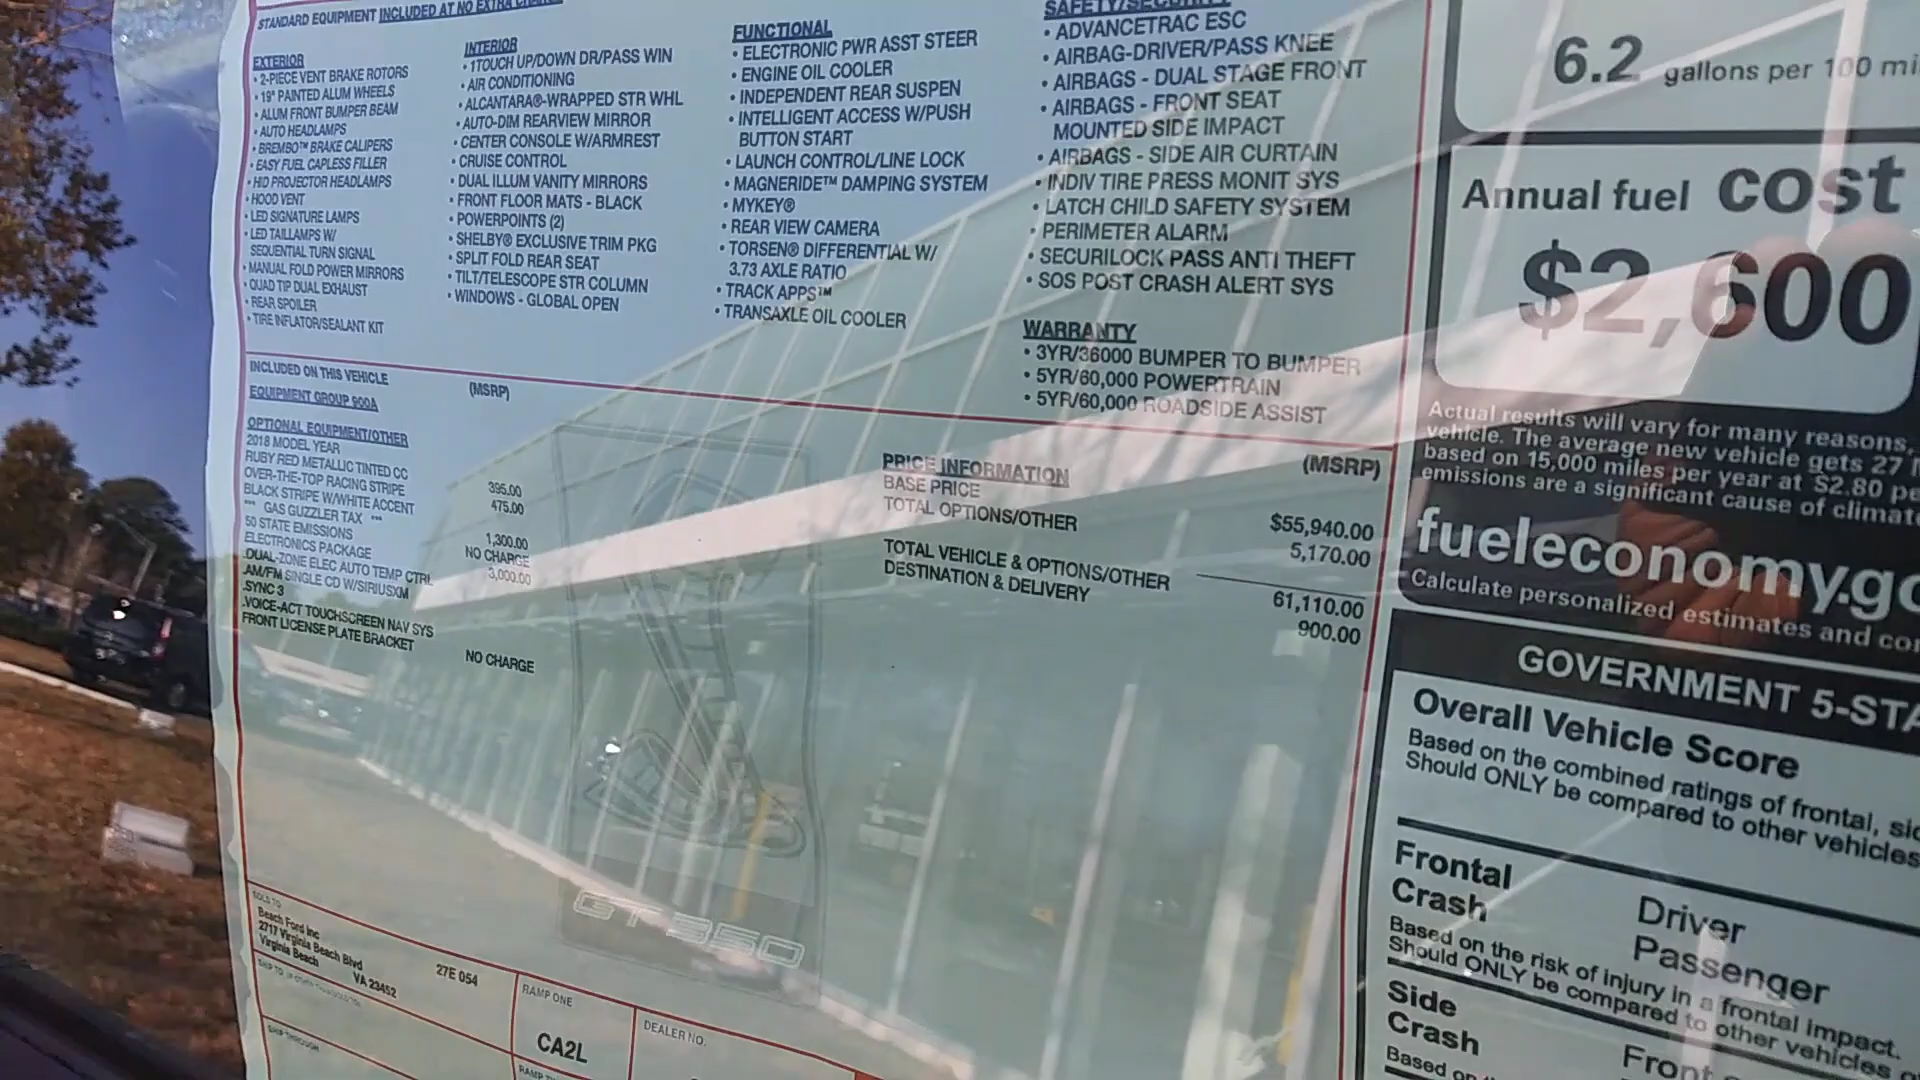 STANDARD EQUIPMENT INCLUDED AT NO EXTRA
EXTERIOR
• 2-PIECE VENT BRAKE ROTORS
• 19" PAINTED ALUM WHEELS
• ALUM FRONT BUMPER BEAM
• AUTO HEADLAMPS
• BREMBO™ BRAKE CALIPERS
• EASY FUEL CAPLESS FILLER
• HID PROJECTOR HEADLAMPS
• HOOD VENT
• LED SIGNATURE LAMPS
• LED TAILLAMPS W/
SEQUENTIAL TURN SIGNAL
• MANUAL FOLD POWER MIRRORS
• QUAD TIP DUAL EXHAUST
• REAR SPOILER
• TIRE INFLATOR/SEALANT KIT
INTERIOR
• 1TOUCH UP/DOWN DR/PASS WIN
• AIR CONDITIONING
• ALCANTARA®-WRAPPED STR WHL
• AUTO-DIM REARVIEW MIRROR
• CENTER CONSOLE W/ARMREST
• CRUISE CONTROL
• DUAL ILLUM VANITY MIRRORS
• FRONT FLOOR MATS - BLACK
• POWERPOINTS (2)
• SHELBY® EXCLUSIVE TRIM PKG
• SPLIT FOLD REAR SEAT
• TILT/TELESCOPE STR COLUMN
• WINDOWS - GLOBAL OPEN
FUNCTIONAL
• ELECTRONIC PWR ASST STEER
• ENGINE OIL COOLER
• INDEPENDENT REAR SUSPEN
• INTELLIGENT ACCESS W/PUSH
BUTTON START
• LAUNCH CONTROL/LINE LOCK
• MAGNERIDE™ DAMPING SYSTEM
• MYKEY®
• REAR VIEW CAMERA
• TORSEN® DIFFERENTIAL W/
3.73 AXLE RATIO
• TRACK APPS™
• TRANSAXLE OIL COOLER
SAFETY/SECURITY
• ADVANCETRAC ESC
• AIRBAG-DRIVER/PASS KNEE
• AIRBAGS - DUAL STAGE FRONT
• AIRBAGS - FRONT SEAT
MOUNTED SIDE IMPACT
• AIRBAGS - SIDE AIR CURTAIN
• INDIV TIRE PRESS MONIT SYS
• LATCH CHILD SAFETY SYSTEM
• PERIMETER ALARM
• SECURILOCK PASS ANTI THEFT
• SOS POST CRASH ALERT SYS
WARRANTY
• 3YR/36000 BUMPER TO BUMPER
• 5YR/60,000 POWERTRAIN
• 5YR/60,000 ROADSIDE ASSIST
INCLUDED ON THIS VEHICLE
(MSRP)
EQUIPMENT GROUP 900A
OPTIONAL EQUIPMENT/OTHER
2018 MODEL YEAR
RUBY RED METALLIC TINTED CC 395.00
OVER-THE-TOP RACING STRIPE 475.00
BLACK STRIPE W/WHITE ACCENT
*** GAS GUZZLER TAX *** 1,300.00
50 STATE EMISSIONS NO CHARGE
ELECTRONICS PACKAGE 3,000.00
.DUAL-ZONE ELEC AUTO TEMP CTRL
.AM/FM SINGLE CD W/SIRIUSXM
.SYNC 3
.VOICE-ACT TOUCHSCREEN NAV SYS
FRONT LICENSE PLATE BRACKET NO CHARGE
PRICE INFORMATION (MSRP)
BASE PRICE $55,940.00
TOTAL OPTIONS/OTHER 5,170.00
TOTAL VEHICLE & OPTIONS/OTHER 61,110.00
DESTINATION & DELIVERY 900.00
GT350
SOLD TO
Beach Ford Inc
2717 Virginia Beach Blvd
Virginia Beach VA 23452
27E 054
SHIP THROUGH
RAMP ONE
CA2L
DEALER NO.
6.2 gallons per 100 mi
Annual fuel cost
$2,600
Actual results will vary for many reasons,
vehicle. The average new vehicle gets 27
based on 15,000 miles per year at $2.80 pe
emissions are a significant cause of climat
fueleconomy.go
Calculate personalized estimates and co
GOVERNMENT 5-STA
Overall Vehicle Score
Based on the combined ratings of frontal, sid
Should ONLY be compared to other vehicles
Frontal Driver
Crash Passenger
Based on the risk of injury in a frontal impact.
Should ONLY be compared to other vehicles
Side Front
Crash
Based on